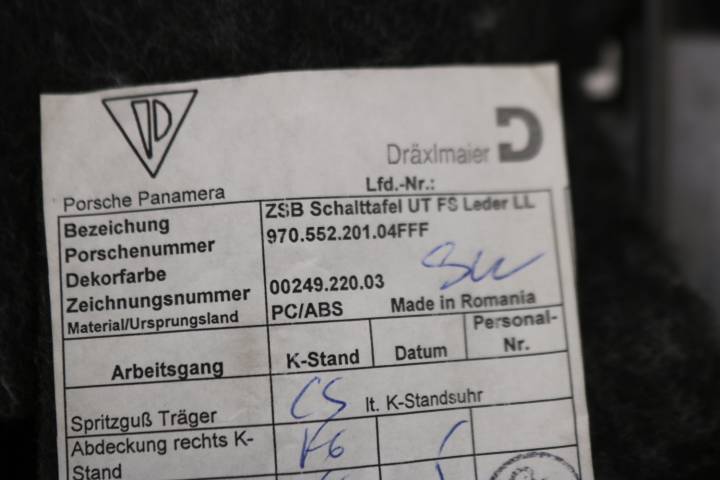 Dräxlmaier
Porsche Panamera
Lfd.-Nr.:
Bezeichung ZSB Schalttafel UT FS Leder LL
Porschenummer 970.552.201.04FFF
Dekorfarbe
Zeichnungsnummer 00249.220.03
Material/Ursprungsland PC/ABS Made in Romania
Arbeitsgang K-Stand Datum Personal-
Nr.
Spritzguß Träger CS lt. K-Standsuhr
Abdeckung rechts K-
Stand